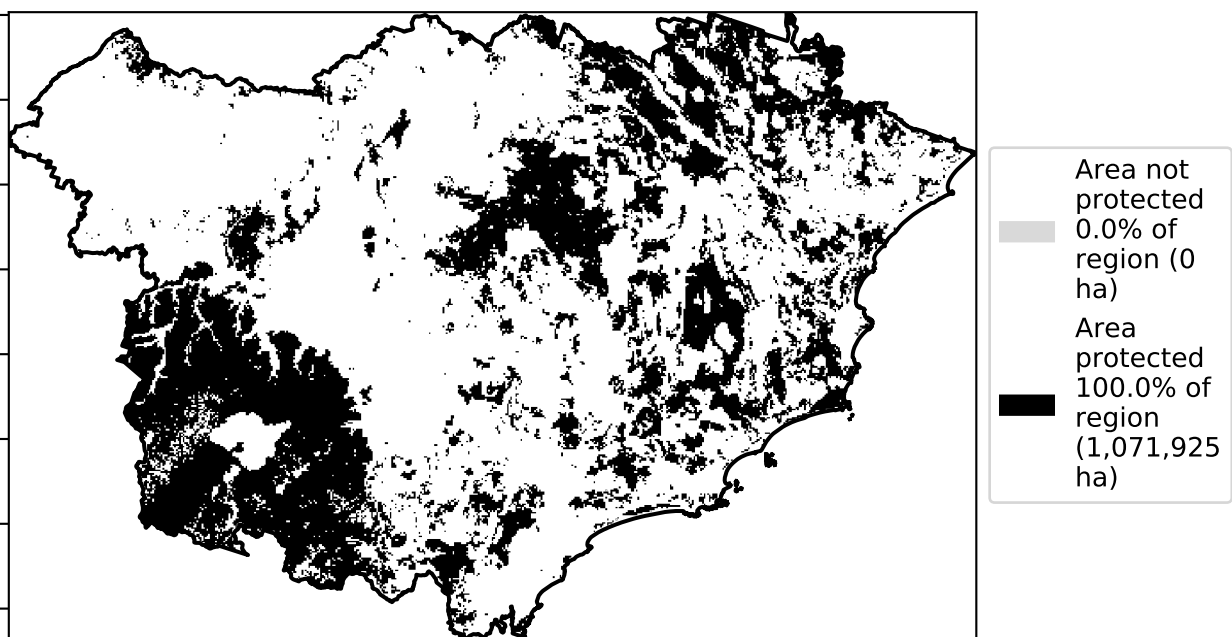 Area not
protected
0.0% of
region (0
ha)
Area
protected
100.0% of
region
(1,071,925
ha)